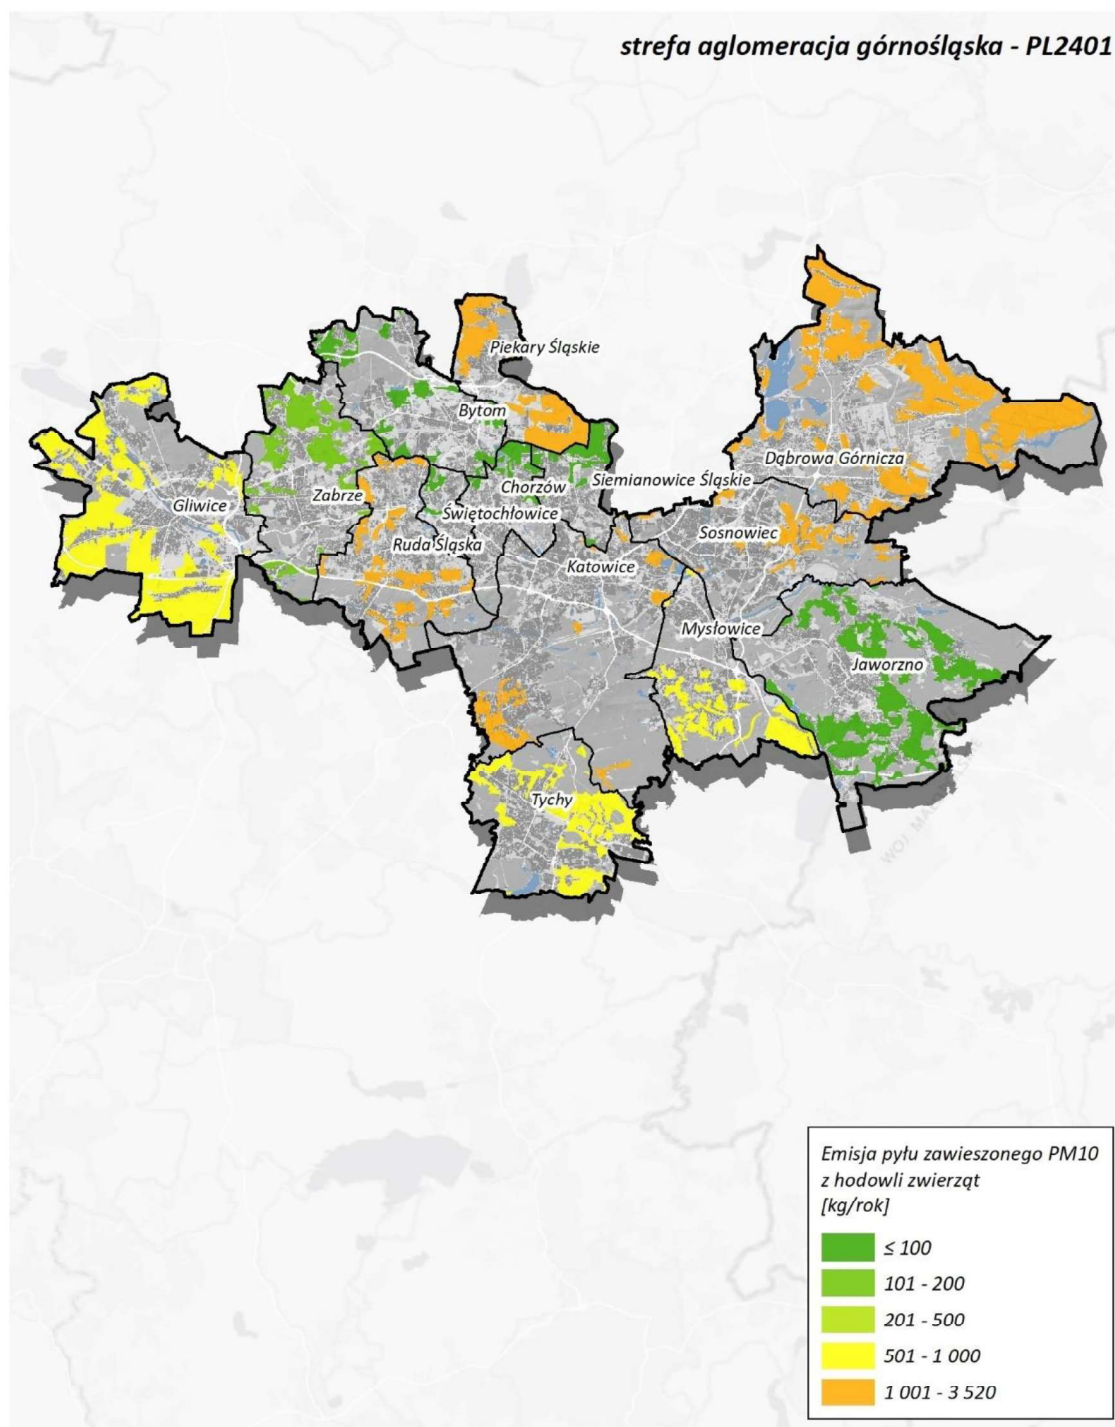 strefa aglomeracja górnośląska - PL2401
Piekary Śląskie
Bytom
Dąbrowa Górnicza
Chorzów
Siemianowice Śląskie
Zabrze
Gliwice
Świętochłowice
Sosnowiec
Ruda Śląska
Katowice
Mysłowice
Jaworzno
Tychy
Emisja pyłu zawieszonego PM10
z hodowli zwierząt
[kg/rok]
≤ 100
101 - 200
201 - 500
501 - 1 000
1 001 - 3 520